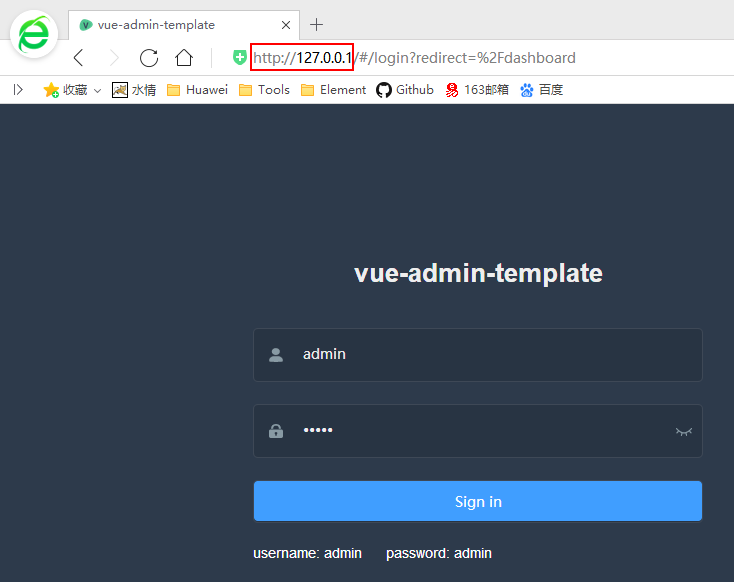 vue-admin-template
http://127.0.0.1/#/login?redirect=%2Fdashboard
收藏 水情 Huawei Tools Element Github 163邮箱 百度
vue-admin-template
admin
•••••
Sign in
username: admin password: admin